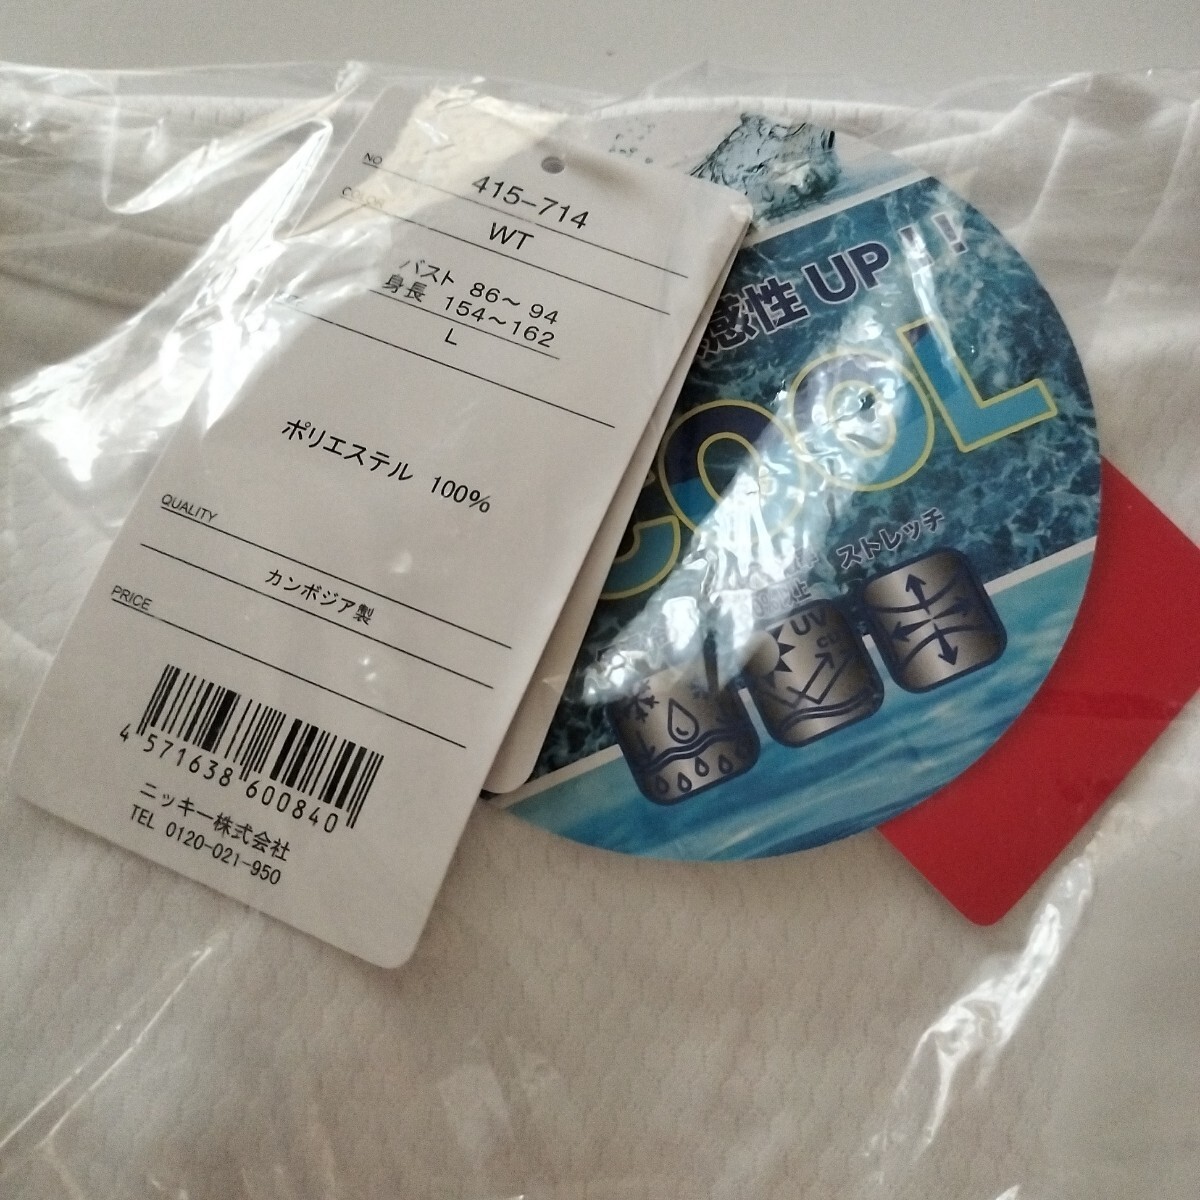 NO 415-714
COLOR WT
バスト 86～94
身長 154～162
L
ポリエステル 100%
QUALITY
カンボジア製
PRICE
4 571638 600840
ニッキー株式会社
TEL 0120-021-950
感性 UP!!
COOL
ストレッチ
UV